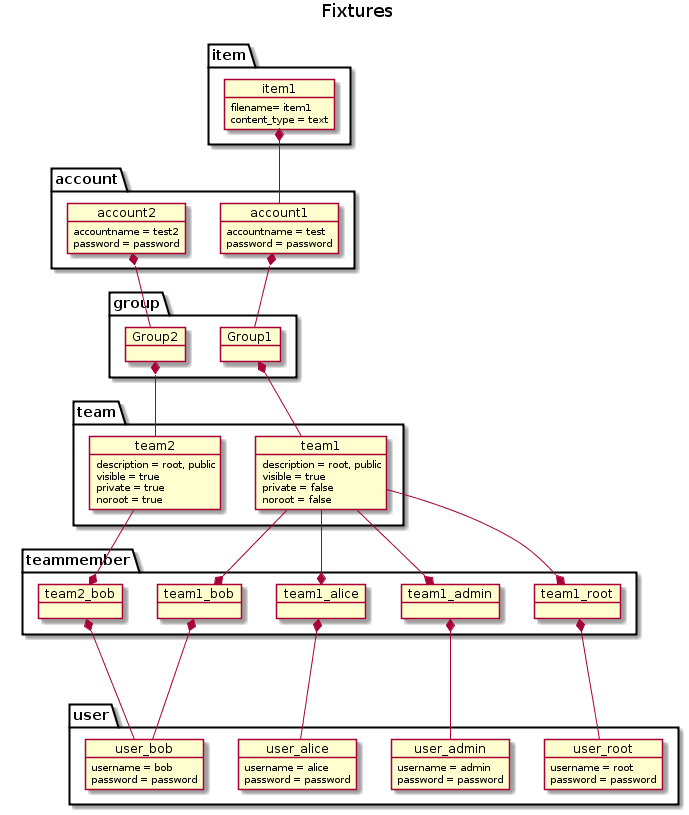 Fixtures
item
item1
filename= item1
content_type = text
account
account2
accountname = test2
password = password
account1
accountname = test
password = password
group
Group2
Group1
team
team2
description = root, public
visible = true
private = true
noroot = true
team1
description = root, public
visible = true
private = false
noroot = false
teammember
team2_bob
team1_bob
team1_alice
team1_admin
team1_root
user
user_bob
username = bob
password = password
user_alice
username = alice
password = password
user_admin
username = admin
password = password
user_root
username = root
password = password